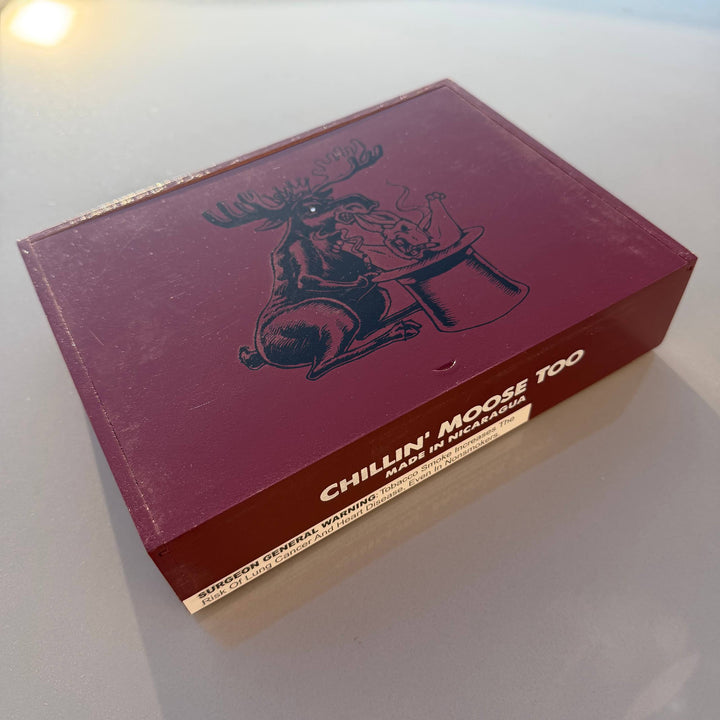 CHILLIN' MOOSE TOO
MADE IN NICARAGUA
SURGEON GENERAL WARNING: Tobacco Smoke Increases The
Risk Of Lung Cancer And Heart Disease, Even In Nonsmokers.